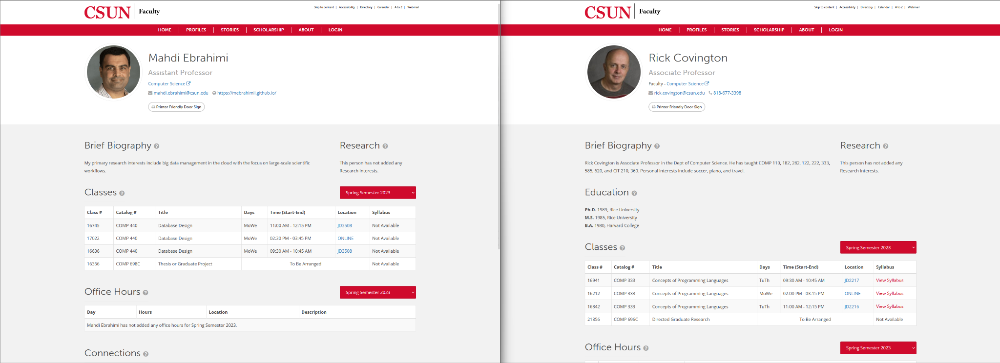 CSUN Faculty
Skip to content | Accessibility | Directory | Calendar | A to Z | Webmail
HOME | PROFILES | STORIES | SCHOLARSHIP | ABOUT | LOGIN
Mahdi Ebrahimi
Assistant Professor
Computer Science
mahdi.ebrahimi@csun.edu https://mebrahimii.github.io/
Printer Friendly Door Sign
Brief Biography ?
My primary research interests include big data management in the cloud with the focus on large-scale scientific
workflows.
Research ?
This person has not added any
Research Interests.
Classes ?
Spring Semester 2023
Class # Catalog # Title Days Time (Start-End) Location Syllabus
16745 COMP 440 Database Design MoWe 11:00 AM - 12:15 PM JD3508 Not Available
17022 COMP 440 Database Design MoWe 02:30 PM - 03:45 PM ONLINE Not Available
16636 COMP 440 Database Design MoWe 09:30 AM - 10:45 AM JD3508 Not Available
16356 COMP 698C Thesis or Graduate Project To Be Arranged Not Available
Office Hours ?
Spring Semester 2023
Day Hours Location Description
Mahdi Ebrahimi has not added any office hours for Spring Semester 2023.
Connections ?
CSUN Faculty
Skip to content | Accessibility | Directory | Calendar | A to Z | Webmail
HOME | PROFILES | STORIES | SCHOLARSHIP | ABOUT | LOGIN
Rick Covington
Associate Professor
Faculty - Computer Science
rick.covington@csun.edu 818-677-3398
Printer Friendly Door Sign
Brief Biography ?
Rick Covington is Associate Professor in the Dept of Computer Science. He has taught COMP 110, 182, 282, 122, 222, 333,
585, 620, and CIT 210, 360. Personal interests include soccer, piano, and travel.
Research ?
This person has not added any
Research Interests.
Education ?
Ph.D. 1989, Rice University
M.S. 1985, Rice University
B.A. 1980, Harvard College
Classes ?
Spring Semester 2023
Class # Catalog # Title Days Time (Start-End) Location Syllabus
16941 COMP 333 Concepts of Programming Languages TuTh 09:30 AM - 10:45 AM JD2217 View Syllabus
16212 COMP 333 Concepts of Programming Languages MoWe 02:00 PM - 03:15 PM ONLINE View Syllabus
16842 COMP 333 Concepts of Programming Languages TuTh 11:00 AM - 12:15 PM JD2216 View Syllabus
21356 COMP 696C Directed Graduate Research To Be Arranged Not Available
Office Hours ?
Spring Semester 2023